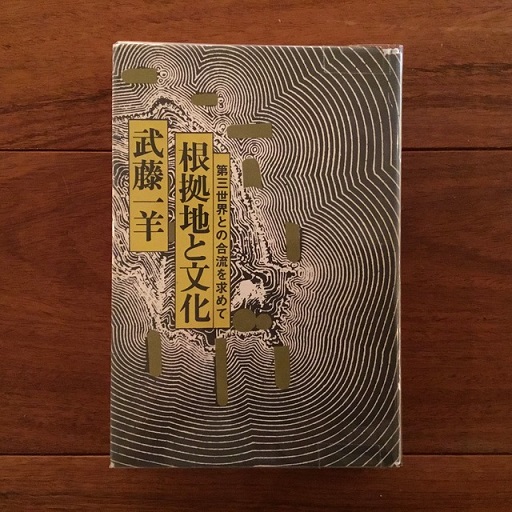 第三世界との合流を求めて
根拠地と文化
武藤一羊